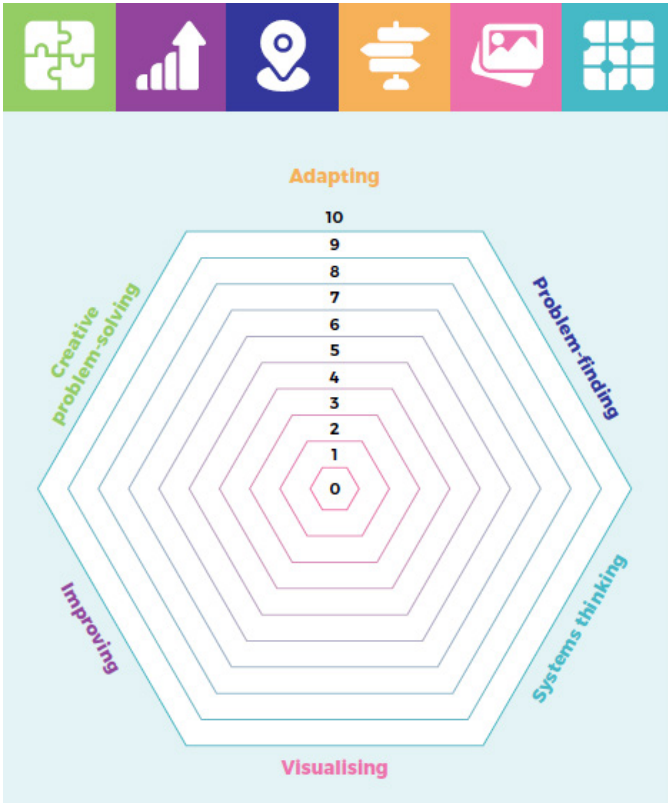 Adapting
10
9
8
7
6
5
4
3
2
1
0
Creative
problem-solving
Problem-finding
Improving
Systems thinking
Visualising